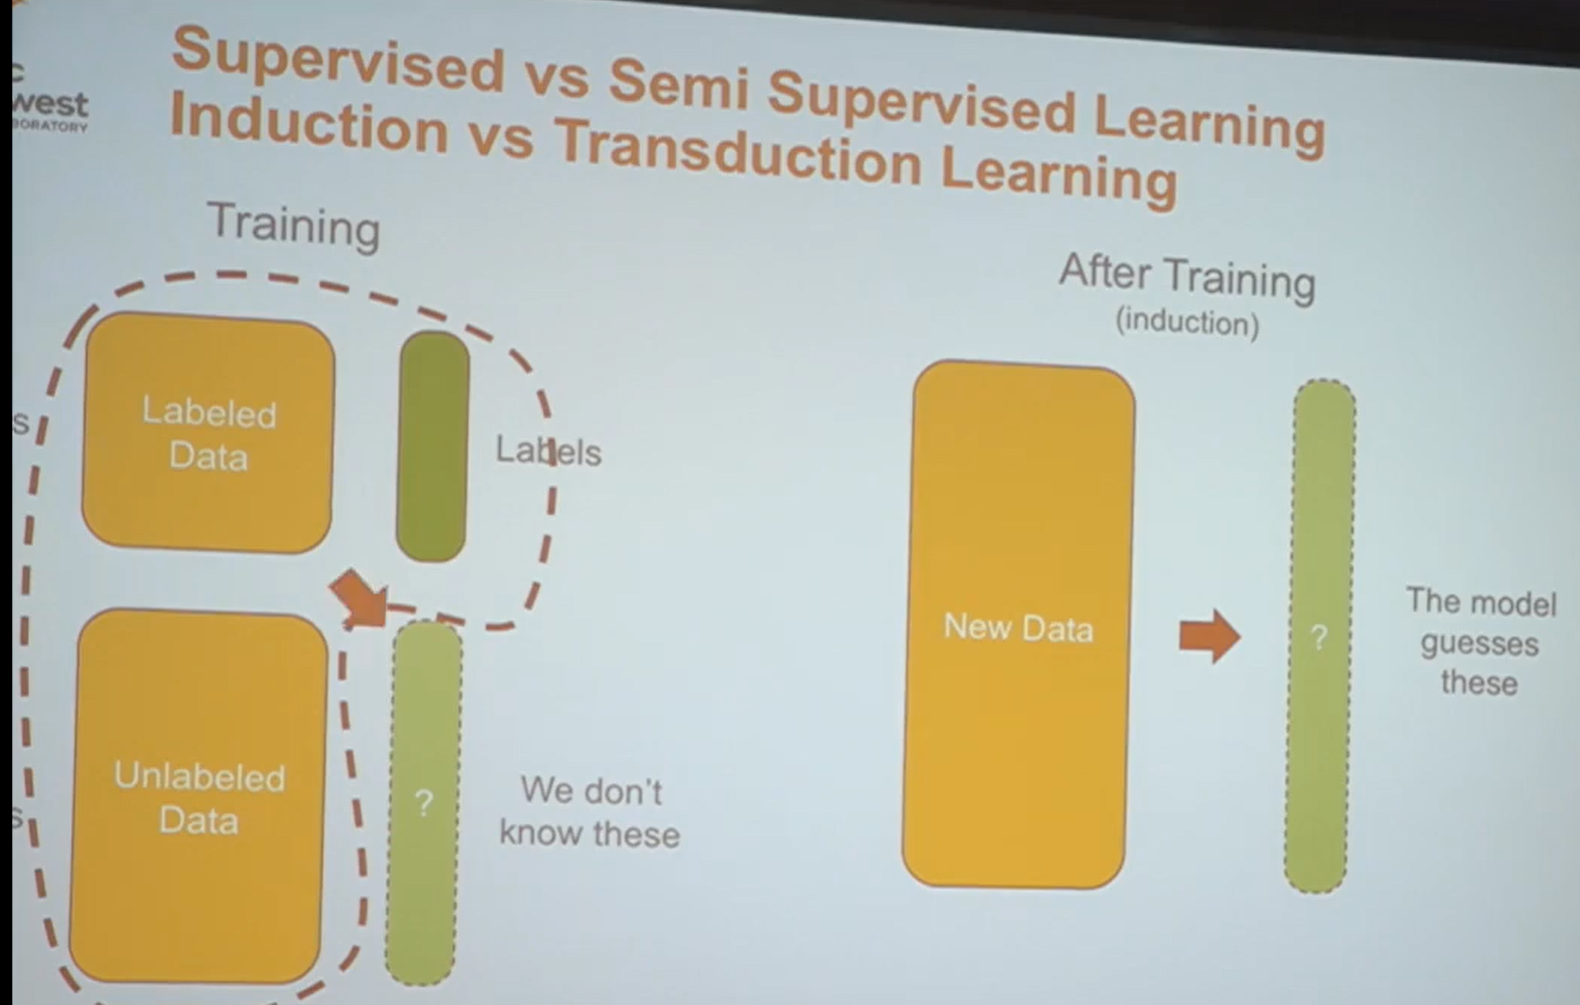 Supervised vs Semi Supervised Learning
Induction vs Transduction Learning
west
Training
After Training
(induction)
Labeled
Data
Labels
New Data
?
The model
guesses
these
Unlabeled
Data
?
We don't
know these